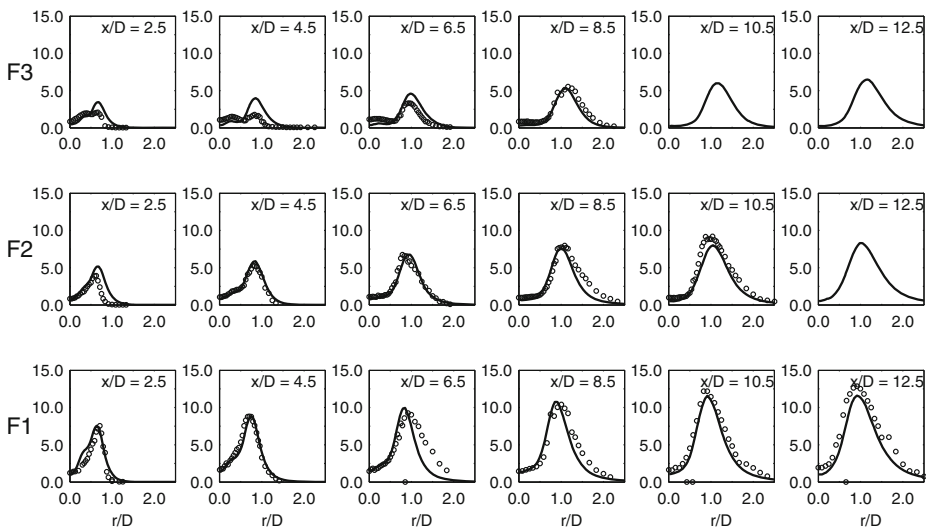 15.0 15.0 15.0 15.0 15.0 15.0
x/D = 2.5 x/D = 4.5 x/D = 6.5 x/D = 8.5 x/D = 10.5 x/D = 12.5
10.0 10.0 10.0 10.0 10.0 10.0
F3
5.0 5.0 5.0 5.0 5.0 5.0
0.0 0.0 0.0 0.0 0.0 0.0
0.0 1.0 2.0 0.0 1.0 2.0 0.0 1.0 2.0 0.0 1.0 2.0 0.0 1.0 2.0 0.0 1.0 2.0
15.0 15.0 15.0 15.0 15.0 15.0
x/D = 2.5 x/D = 4.5 x/D = 6.5 x/D = 8.5 x/D = 10.5 x/D = 12.5
10.0 10.0 10.0 10.0 10.0 10.0
F2
5.0 5.0 5.0 5.0 5.0 5.0
0.0 0.0 0.0 0.0 0.0 0.0
0.0 1.0 2.0 0.0 1.0 2.0 0.0 1.0 2.0 0.0 1.0 2.0 0.0 1.0 2.0 0.0 1.0 2.0
15.0 15.0 15.0 15.0 15.0 15.0
x/D = 2.5 x/D = 4.5 x/D = 6.5 x/D = 8.5 x/D = 10.5 x/D = 12.5
10.0 10.0 10.0 10.0 10.0 10.0
F1
5.0 5.0 5.0 5.0 5.0 5.0
0.0 0.0 0.0 0.0 0.0 0.0
0.0 1.0 2.0 0.0 1.0 2.0 0.0 1.0 2.0 0.0 1.0 2.0 0.0 1.0 2.0 0.0 1.0 2.0
r/D r/D r/D r/D r/D r/D